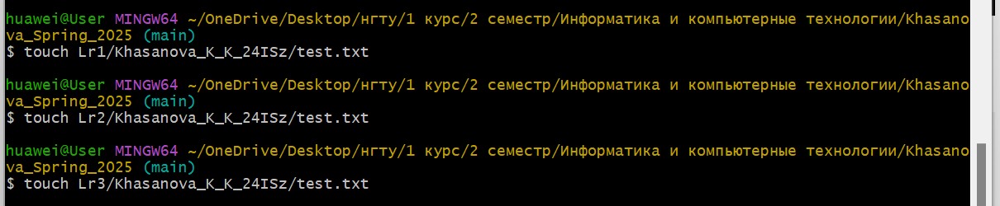 huawei@User MINGW64 ~/OneDrive/Desktop/нгту/1 курс/2 семестр/Информатика и компьютерные технологии/Khasano
va_Spring_2025 (main)
$ touch Lr1/Khasanova_K_K_24ISz/test.txt
huawei@User MINGW64 ~/OneDrive/Desktop/нгту/1 курс/2 семестр/Информатика и компьютерные технологии/Khasano
va_Spring_2025 (main)
$ touch Lr2/Khasanova_K_K_24ISz/test.txt
huawei@User MINGW64 ~/OneDrive/Desktop/нгту/1 курс/2 семестр/Информатика и компьютерные технологии/Khasano
va_Spring_2025 (main)
$ touch Lr3/Khasanova_K_K_24ISz/test.txt